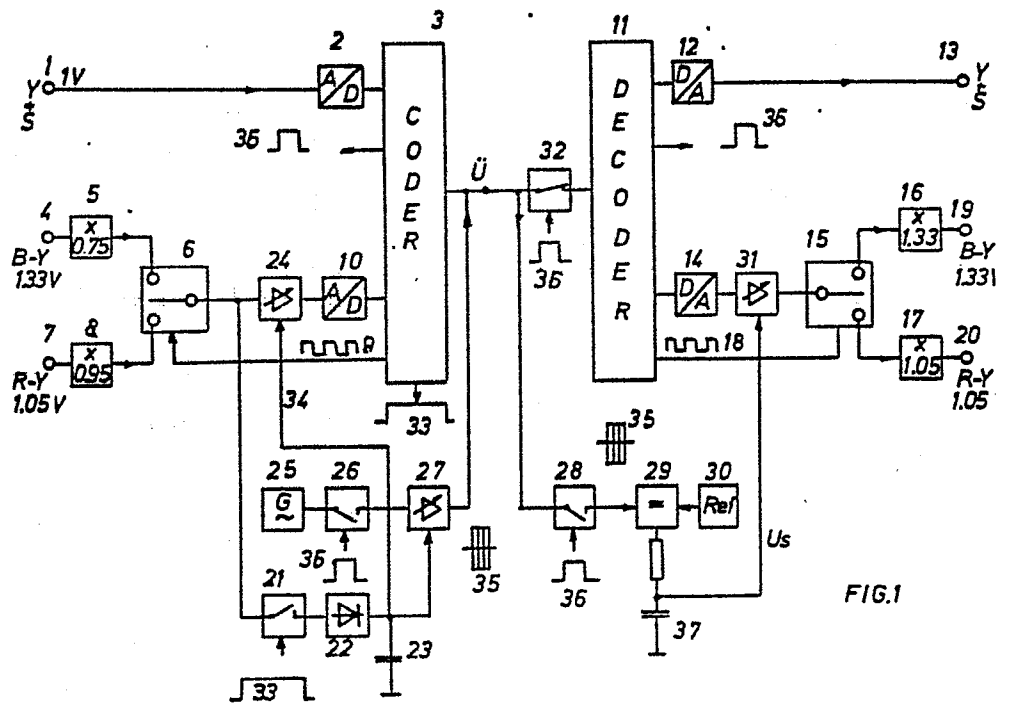 3
11
1
1V
2
12
13
Y
+
S
A/D
D/A
Y
S
CODER
DECODER
36
36
32
Ü
4
5
x
0.75
6
24
10
36
14
31
15
16
x
1.33
19
B-Y
1.33V
A/D
D/A
B-Y
7
8
x
0.95
9
18
17
x
1.05
20
R-Y
1.05V
R-Y
1.05
34
33
35
25
26
27
28
29
30
G
~
=
Ref
Us
36
35
36
21
22
23
37
33
FIG.1